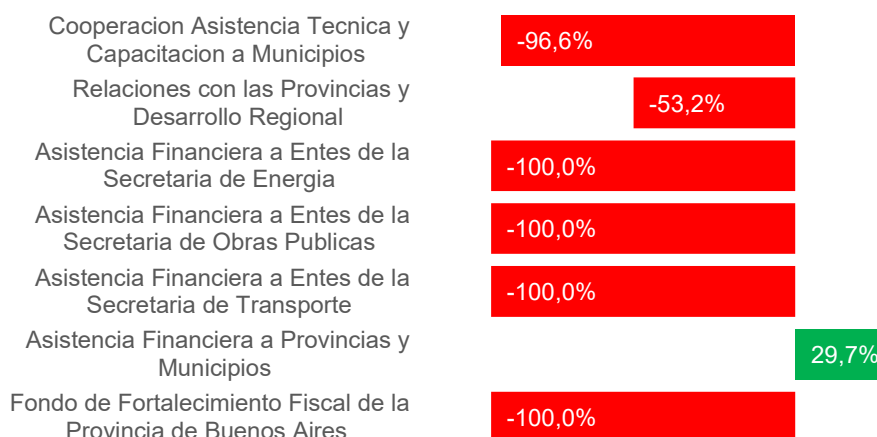 Cooperacion Asistencia Tecnica y
Capacitacion a Municipios
-96,6%
Relaciones con las Provincias y
Desarrollo Regional
-53,2%
Asistencia Financiera a Entes de la
Secretaria de Energia
-100,0%
Asistencia Financiera a Entes de la
Secretaria de Obras Publicas
-100,0%
Asistencia Financiera a Entes de la
Secretaria de Transporte
-100,0%
Asistencia Financiera a Provincias y
Municipios
29,7%
Fondo de Fortalecimiento Fiscal de la
Provincia de Buenos Aires
-100,0%